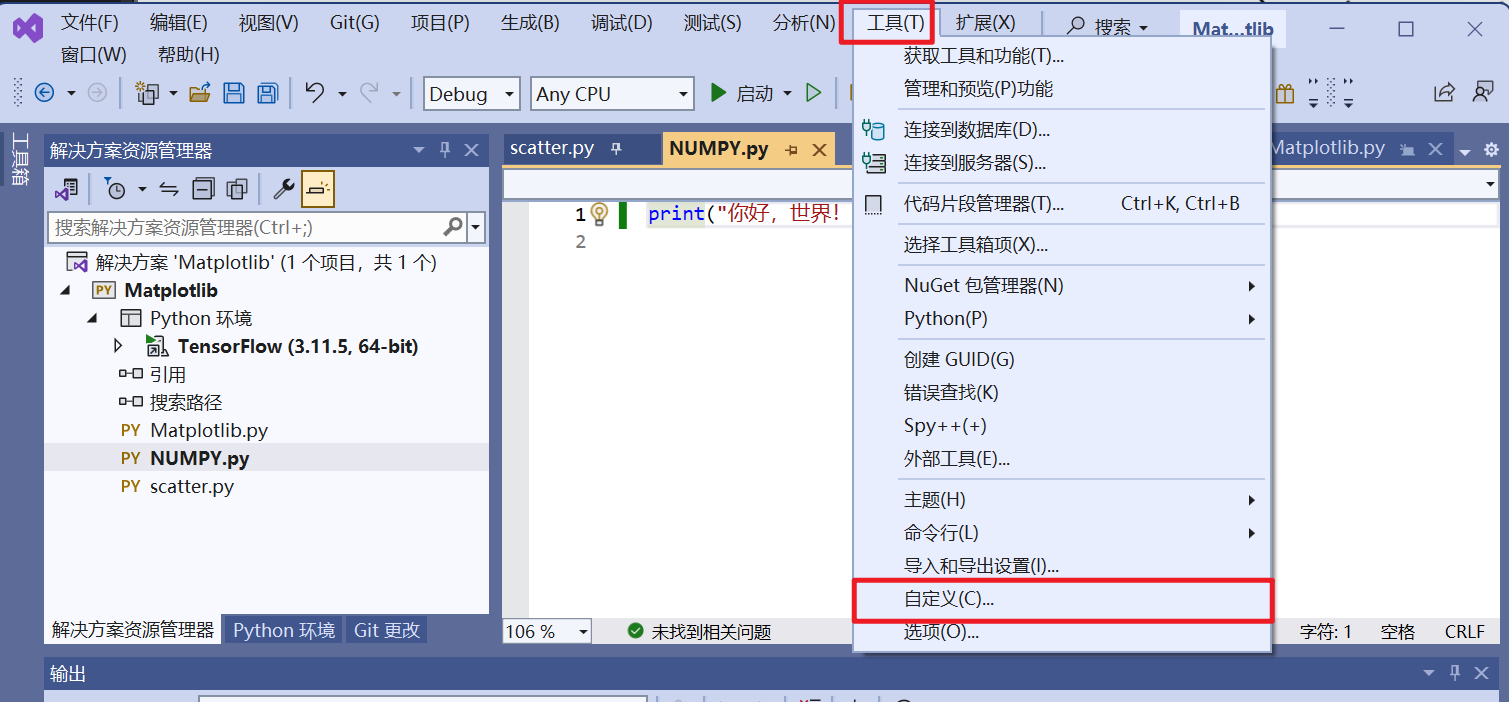 文件(F) 编辑(E) 视图(V) Git(G) 项目(P) 生成(B) 调试(D) 测试(S) 分析(N) 工具(T) 扩展(X) 搜索 Mat...tlib
窗口(W) 帮助(H)
Debug Any CPU 启动
工具箱
解决方案资源管理器
搜索解决方案资源管理器(Ctrl+;)
解决方案 'Matplotlib' (1 个项目，共 1 个)
PY Matplotlib
Python 环境
TensorFlow (3.11.5, 64-bit)
引用
搜索路径
PY Matplotlib.py
PY NUMPY.py
PY scatter.py
解决方案资源管理器 Python 环境 Git 更改
scatter.py NUMPY.py Matplotlib.py
1 print("你好，世界！
2
获取工具和功能(T)...
管理和预览(P)功能
连接到数据库(D)...
连接到服务器(S)...
代码片段管理器(T)... Ctrl+K, Ctrl+B
选择工具箱项(X)...
NuGet 包管理器(N)
Python(P)
创建 GUID(G)
错误查找(K)
Spy++(+)
外部工具(E)...
主题(H)
命令行(L)
导入和导出设置(I)...
自定义(C)...
选项(O)...
106 % 未找到相关问题 字符: 1 空格 CRLF
输出